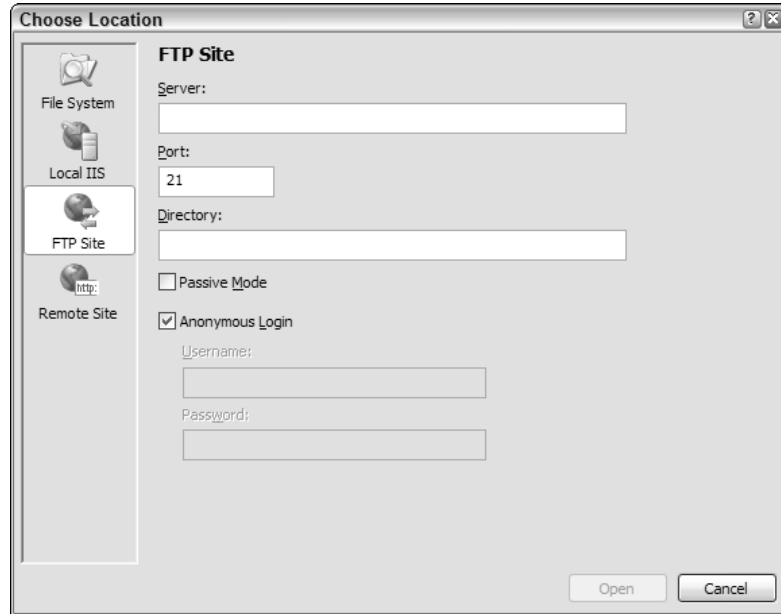 Choose Location
File System
Local IIS
FTP Site
http:
Remote Site
FTP Site
Server:
Port:
21
Directory:
Passive Mode
Anonymous Login
Username:
Password:
Open
Cancel